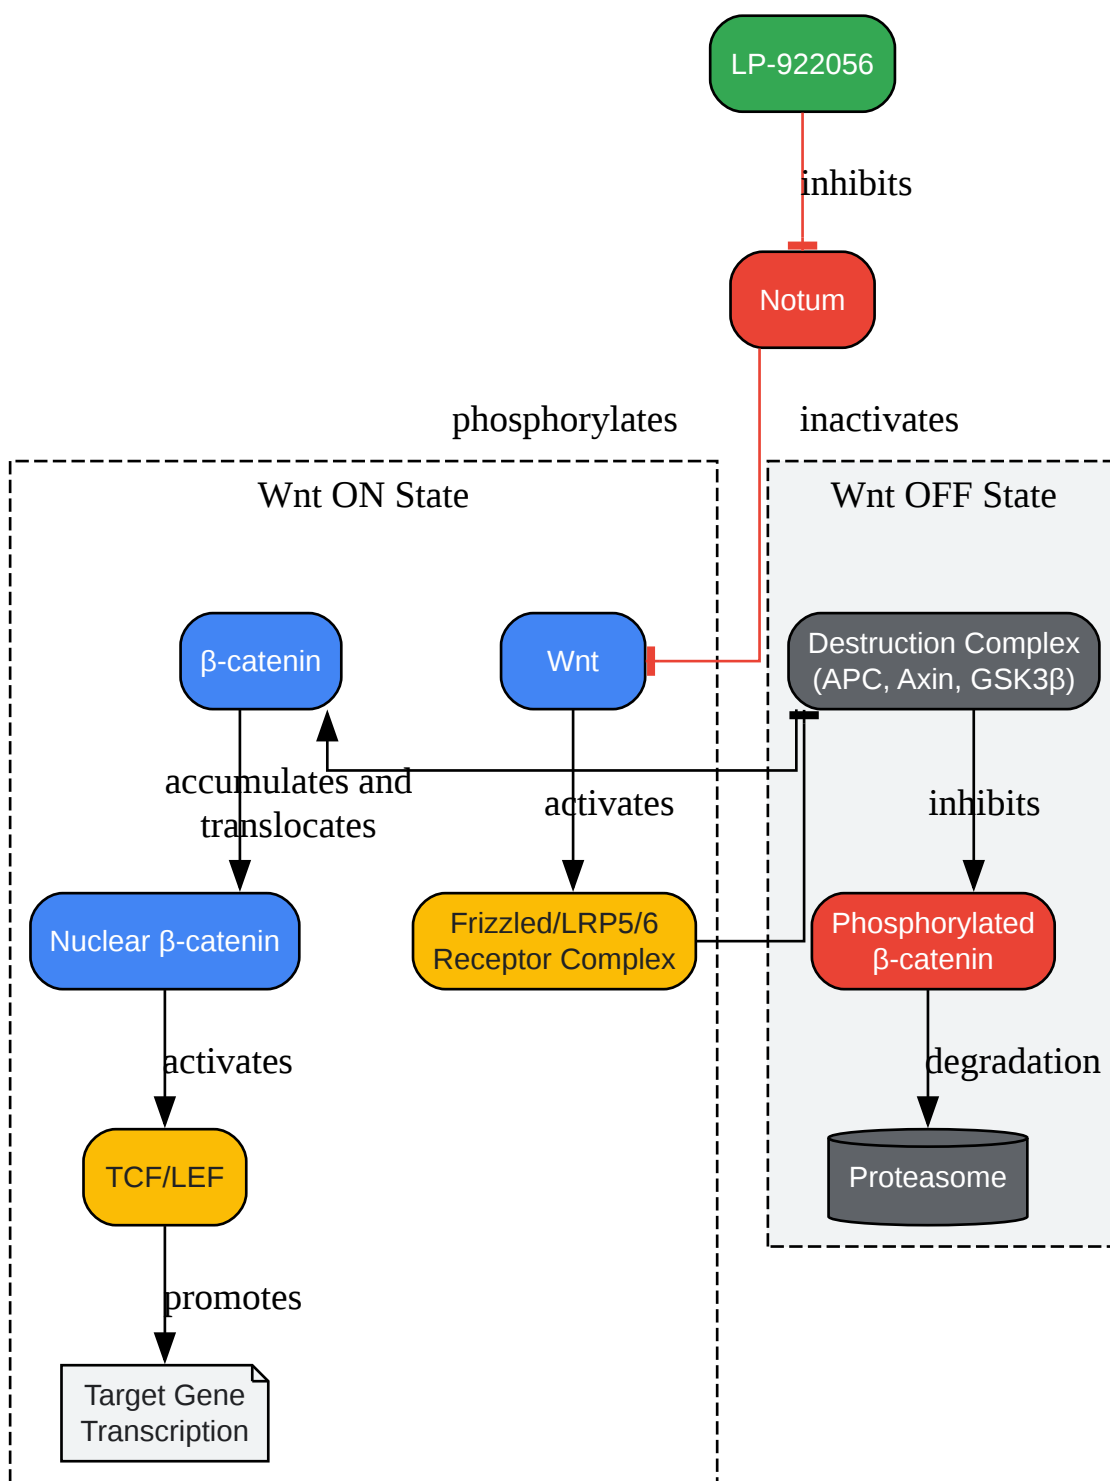 LP-922056
inhibits
Notum
phosphorylates
inactivates
Wnt ON State
Wnt OFF State
β-catenin
Wnt
Destruction Complex
(APC, Axin, GSK3β)
accumulates and
translocates
activates
inhibits
Nuclear β-catenin
Frizzled/LRP5/6
Receptor Complex
Phosphorylated
β-catenin
activates
degradation
TCF/LEF
Proteasome
promotes
Target Gene
Transcription